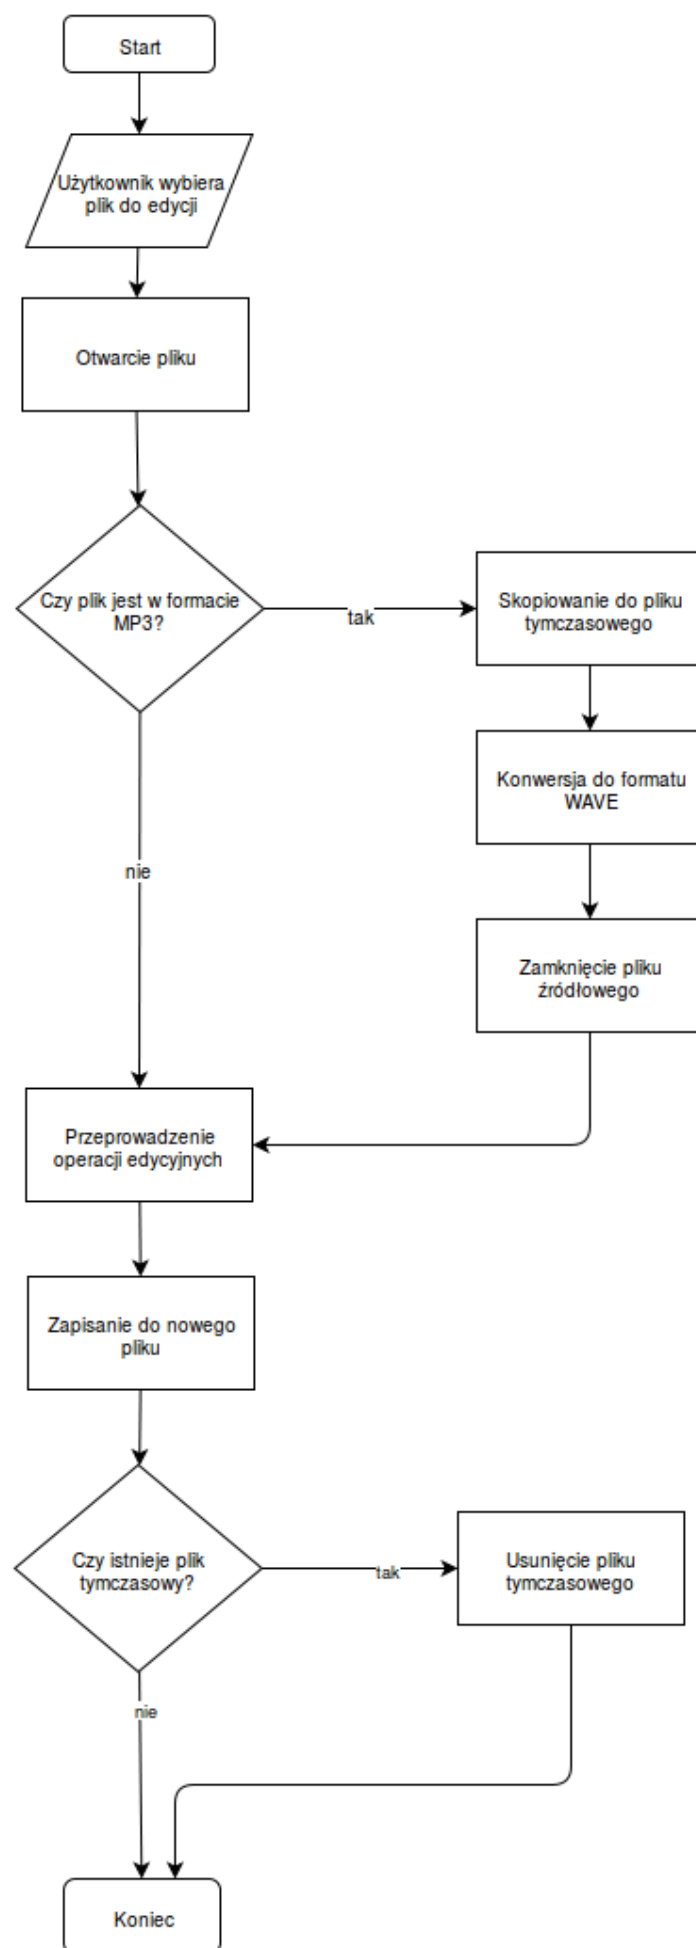 Start
Użytkownik wybiera
plik do edycji
Otwarcie pliku
Czy plik jest w formacie
MP3?
tak
Skopiowanie do pliku
tymczasowego
Konwersja do formatu
WAVE
nie
Zamknięcie pliku
źródłowego
Przeprowadzenie
operacji edycyjnych
Zapisanie do nowego
pliku
Czy istnieje plik
tymczasowy?
tak
Usunięcie pliku
tymczasowego
nie
Koniec